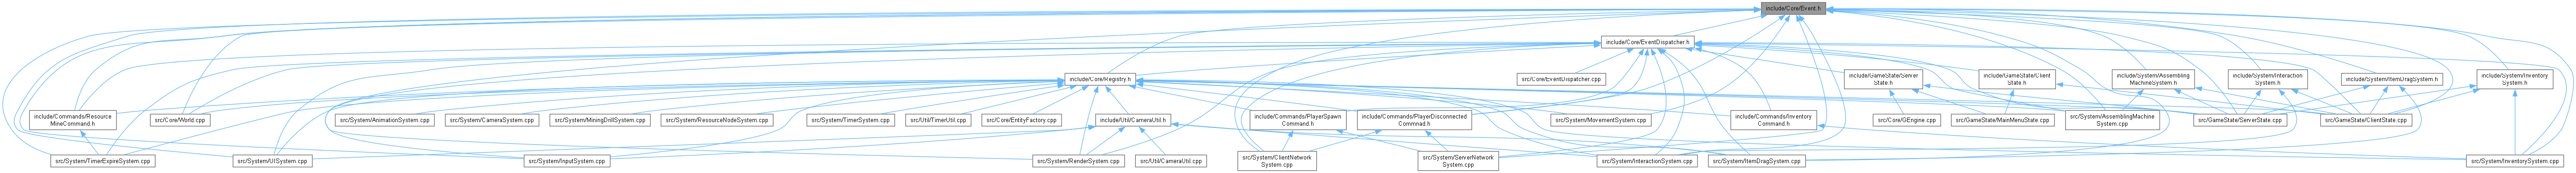 include/Core/Event.h
include/Core/EventDispatcher.h
include/Core/Registry.h
src/Core/EventDispatcher.cpp
include/GameState/Server
State.h
include/GameState/Client
State.h
include/System/Assembling
MachineSystem.h
include/System/Interaction
System.h
include/System/ItemDragSystem.h
include/System/Inventory
System.h
include/Commands/Resource
MineCommand.h
src/Core/World.cpp
src/System/AnimationSystem.cpp
src/System/CameraSystem.cpp
src/System/MiningDrillSystem.cpp
src/System/ResourceNodeSystem.cpp
src/System/TimerSystem.cpp
src/Util/TimerUtil.cpp
src/Core/EntityFactory.cpp
include/Util/CameraUtil.h
include/Commands/PlayerSpawn
Command.h
include/Commands/PlayerDisconnected
Commnad.h
src/System/MovementSystem.cpp
include/Commands/Inventory
Command.h
src/Core/GEngine.cpp
src/GameState/MainMenuState.cpp
src/System/AssemblingMachine
System.cpp
src/GameState/ServerState.cpp
src/GameState/ClientState.cpp
src/System/TimerExpireSystem.cpp
src/System/UISystem.cpp
src/System/InputSystem.cpp
src/System/RenderSystem.cpp
src/Util/CameraUtil.cpp
src/System/ClientNetwork
System.cpp
src/System/ServerNetwork
System.cpp
src/System/InteractionSystem.cpp
src/System/ItemDragSystem.cpp
src/System/InventorySystem.cpp